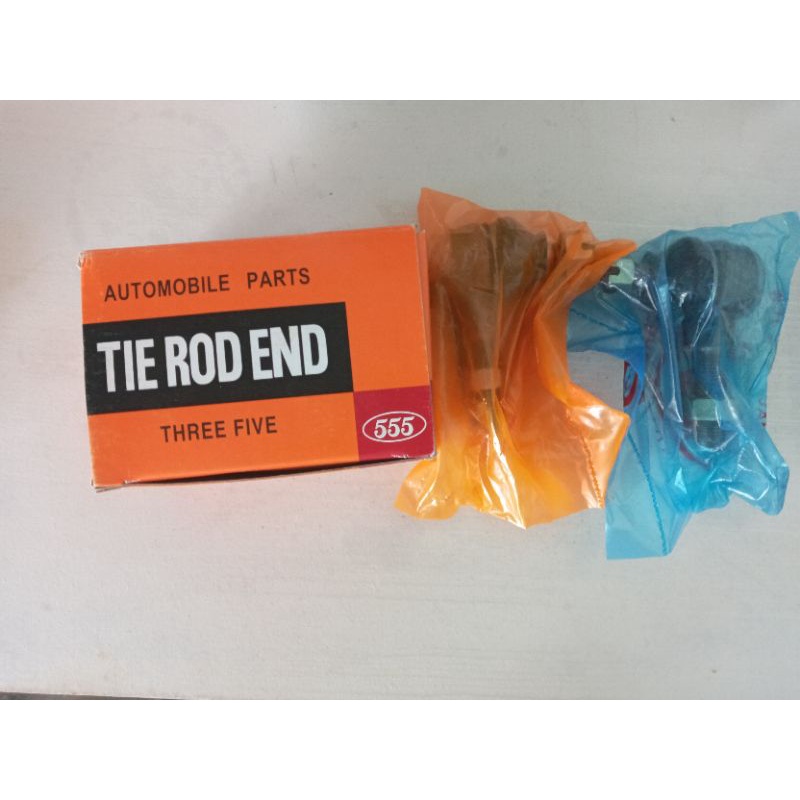 AUTOMOBILE PARTS
TIE ROD END
THREE FIVE
555